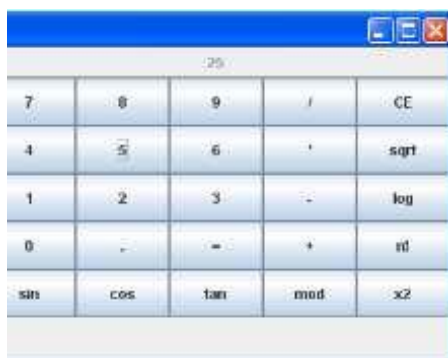 25
7 8 9 / CE
4 5 6 * sqrt
1 2 3 - log
0 . = +
sin cos tan mod x2